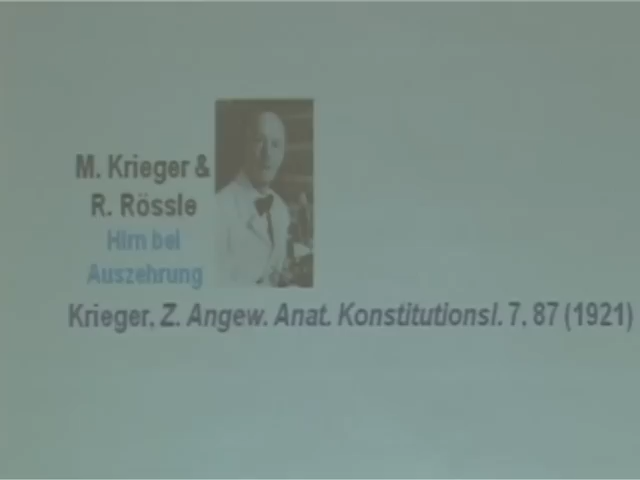 M. Krieger &
R. Rössle
Hirn bei
Auszehrung
Krieger. Z. Angew. Anat. Konstitutionsl. 7. 87 (1921)